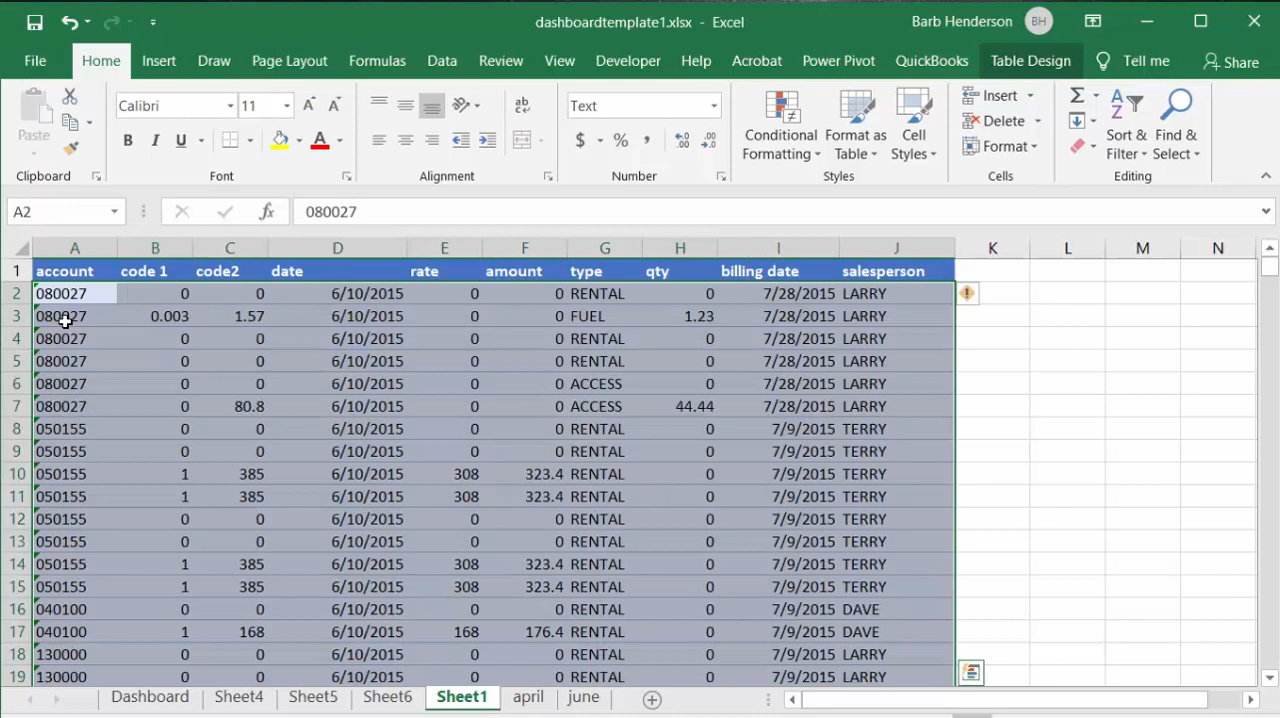 dashboardtemplate1.xlsx - Excel
Barb Henderson BH
File Home Insert Draw Page Layout Formulas Data Review View Developer Help Acrobat Power Pivot QuickBooks Table Design Tell me Share
Paste
Calibri 11
B I U A
ab c
Text
$ % ,
Conditional Formatting
Format as Table
Cell Styles
Insert
Delete
Format
Sort & Filter
Find & Select
Clipboard Font Alignment Number Styles Cells Editing
A2 fx 080027
A B C D E F G H I J K L M N
1 account code 1 code2 date rate amount type qty billing date salesperson
2 080027 0 0 6/10/2015 0 0 RENTAL 0 7/28/2015 LARRY
3 080027 0.003 1.57 6/10/2015 0 0 FUEL 1.23 7/28/2015 LARRY
4 080027 0 0 6/10/2015 0 0 RENTAL 0 7/28/2015 LARRY
5 080027 0 0 6/10/2015 0 0 RENTAL 0 7/28/2015 LARRY
6 080027 0 0 6/10/2015 0 0 ACCESS 0 7/28/2015 LARRY
7 080027 0 80.8 6/10/2015 0 0 ACCESS 44.44 7/28/2015 LARRY
8 050155 0 0 6/10/2015 0 0 RENTAL 0 7/9/2015 TERRY
9 050155 0 0 6/10/2015 0 0 RENTAL 0 7/9/2015 TERRY
10 050155 1 385 6/10/2015 308 323.4 RENTAL 0 7/9/2015 TERRY
11 050155 1 385 6/10/2015 308 323.4 RENTAL 0 7/9/2015 TERRY
12 050155 0 0 6/10/2015 0 0 RENTAL 0 7/9/2015 TERRY
13 050155 0 0 6/10/2015 0 0 RENTAL 0 7/9/2015 TERRY
14 050155 1 385 6/10/2015 308 323.4 RENTAL 0 7/9/2015 TERRY
15 050155 1 385 6/10/2015 308 323.4 RENTAL 0 7/9/2015 TERRY
16 040100 0 0 6/10/2015 0 0 RENTAL 0 7/9/2015 DAVE
17 040100 1 168 6/10/2015 168 176.4 RENTAL 0 7/9/2015 DAVE
18 130000 0 0 6/10/2015 0 0 RENTAL 0 7/9/2015 LARRY
19 130000 0 0 6/10/2015 0 0 RENTAL 0 7/9/2015 LARRY
Dashboard Sheet4 Sheet5 Sheet6 Sheet1 april june